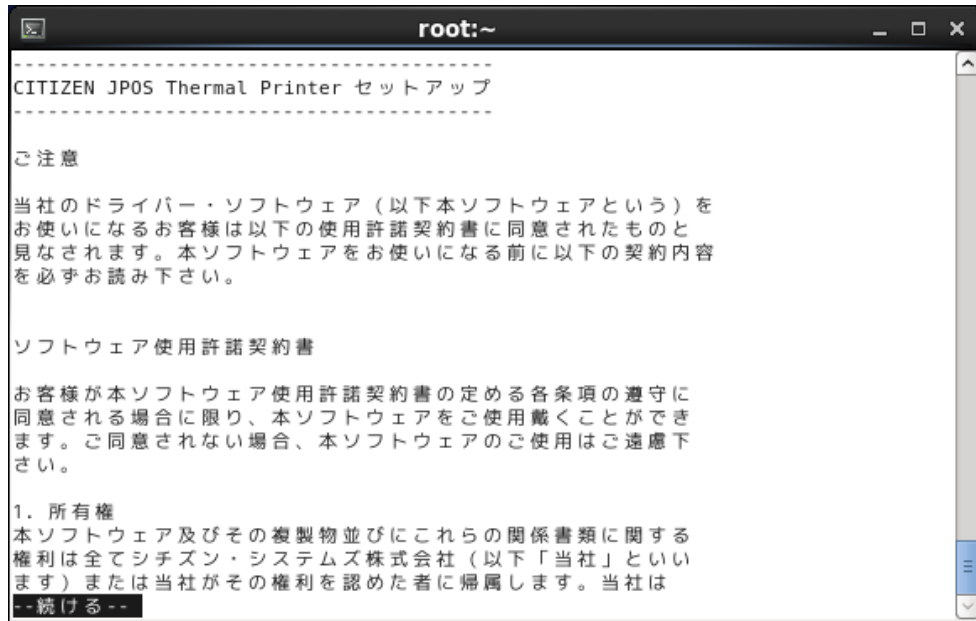 root:~
-----------------------------------------
CITIZEN JPOS Thermal Printer セットアップ
-----------------------------------------
ご注意
当社のドライバー・ソフトウェア（以下本ソフトウェアという）を
お使いになるお客様は以下の使用許諾契約書に同意されたものと
見なされます。本ソフトウェアをお使いになる前に以下の契約内容
を必ずお読み下さい。
ソフトウェア使用許諾契約書
お客様が本ソフトウェア使用許諾契約書の定める各条項の遵守に
同意される場合に限り、本ソフトウェアをご使用戴くことができ
ます。ご同意されない場合、本ソフトウェアのご使用はご遠慮下
さい。
1. 所有権
本ソフトウェア及びその複製物並びにこれらの関係書類に関する
権利は全てシチズン・システムズ株式会社（以下「当社」といい
ます）または当社がその権利を認めた者に帰属します。当社は
--続ける--